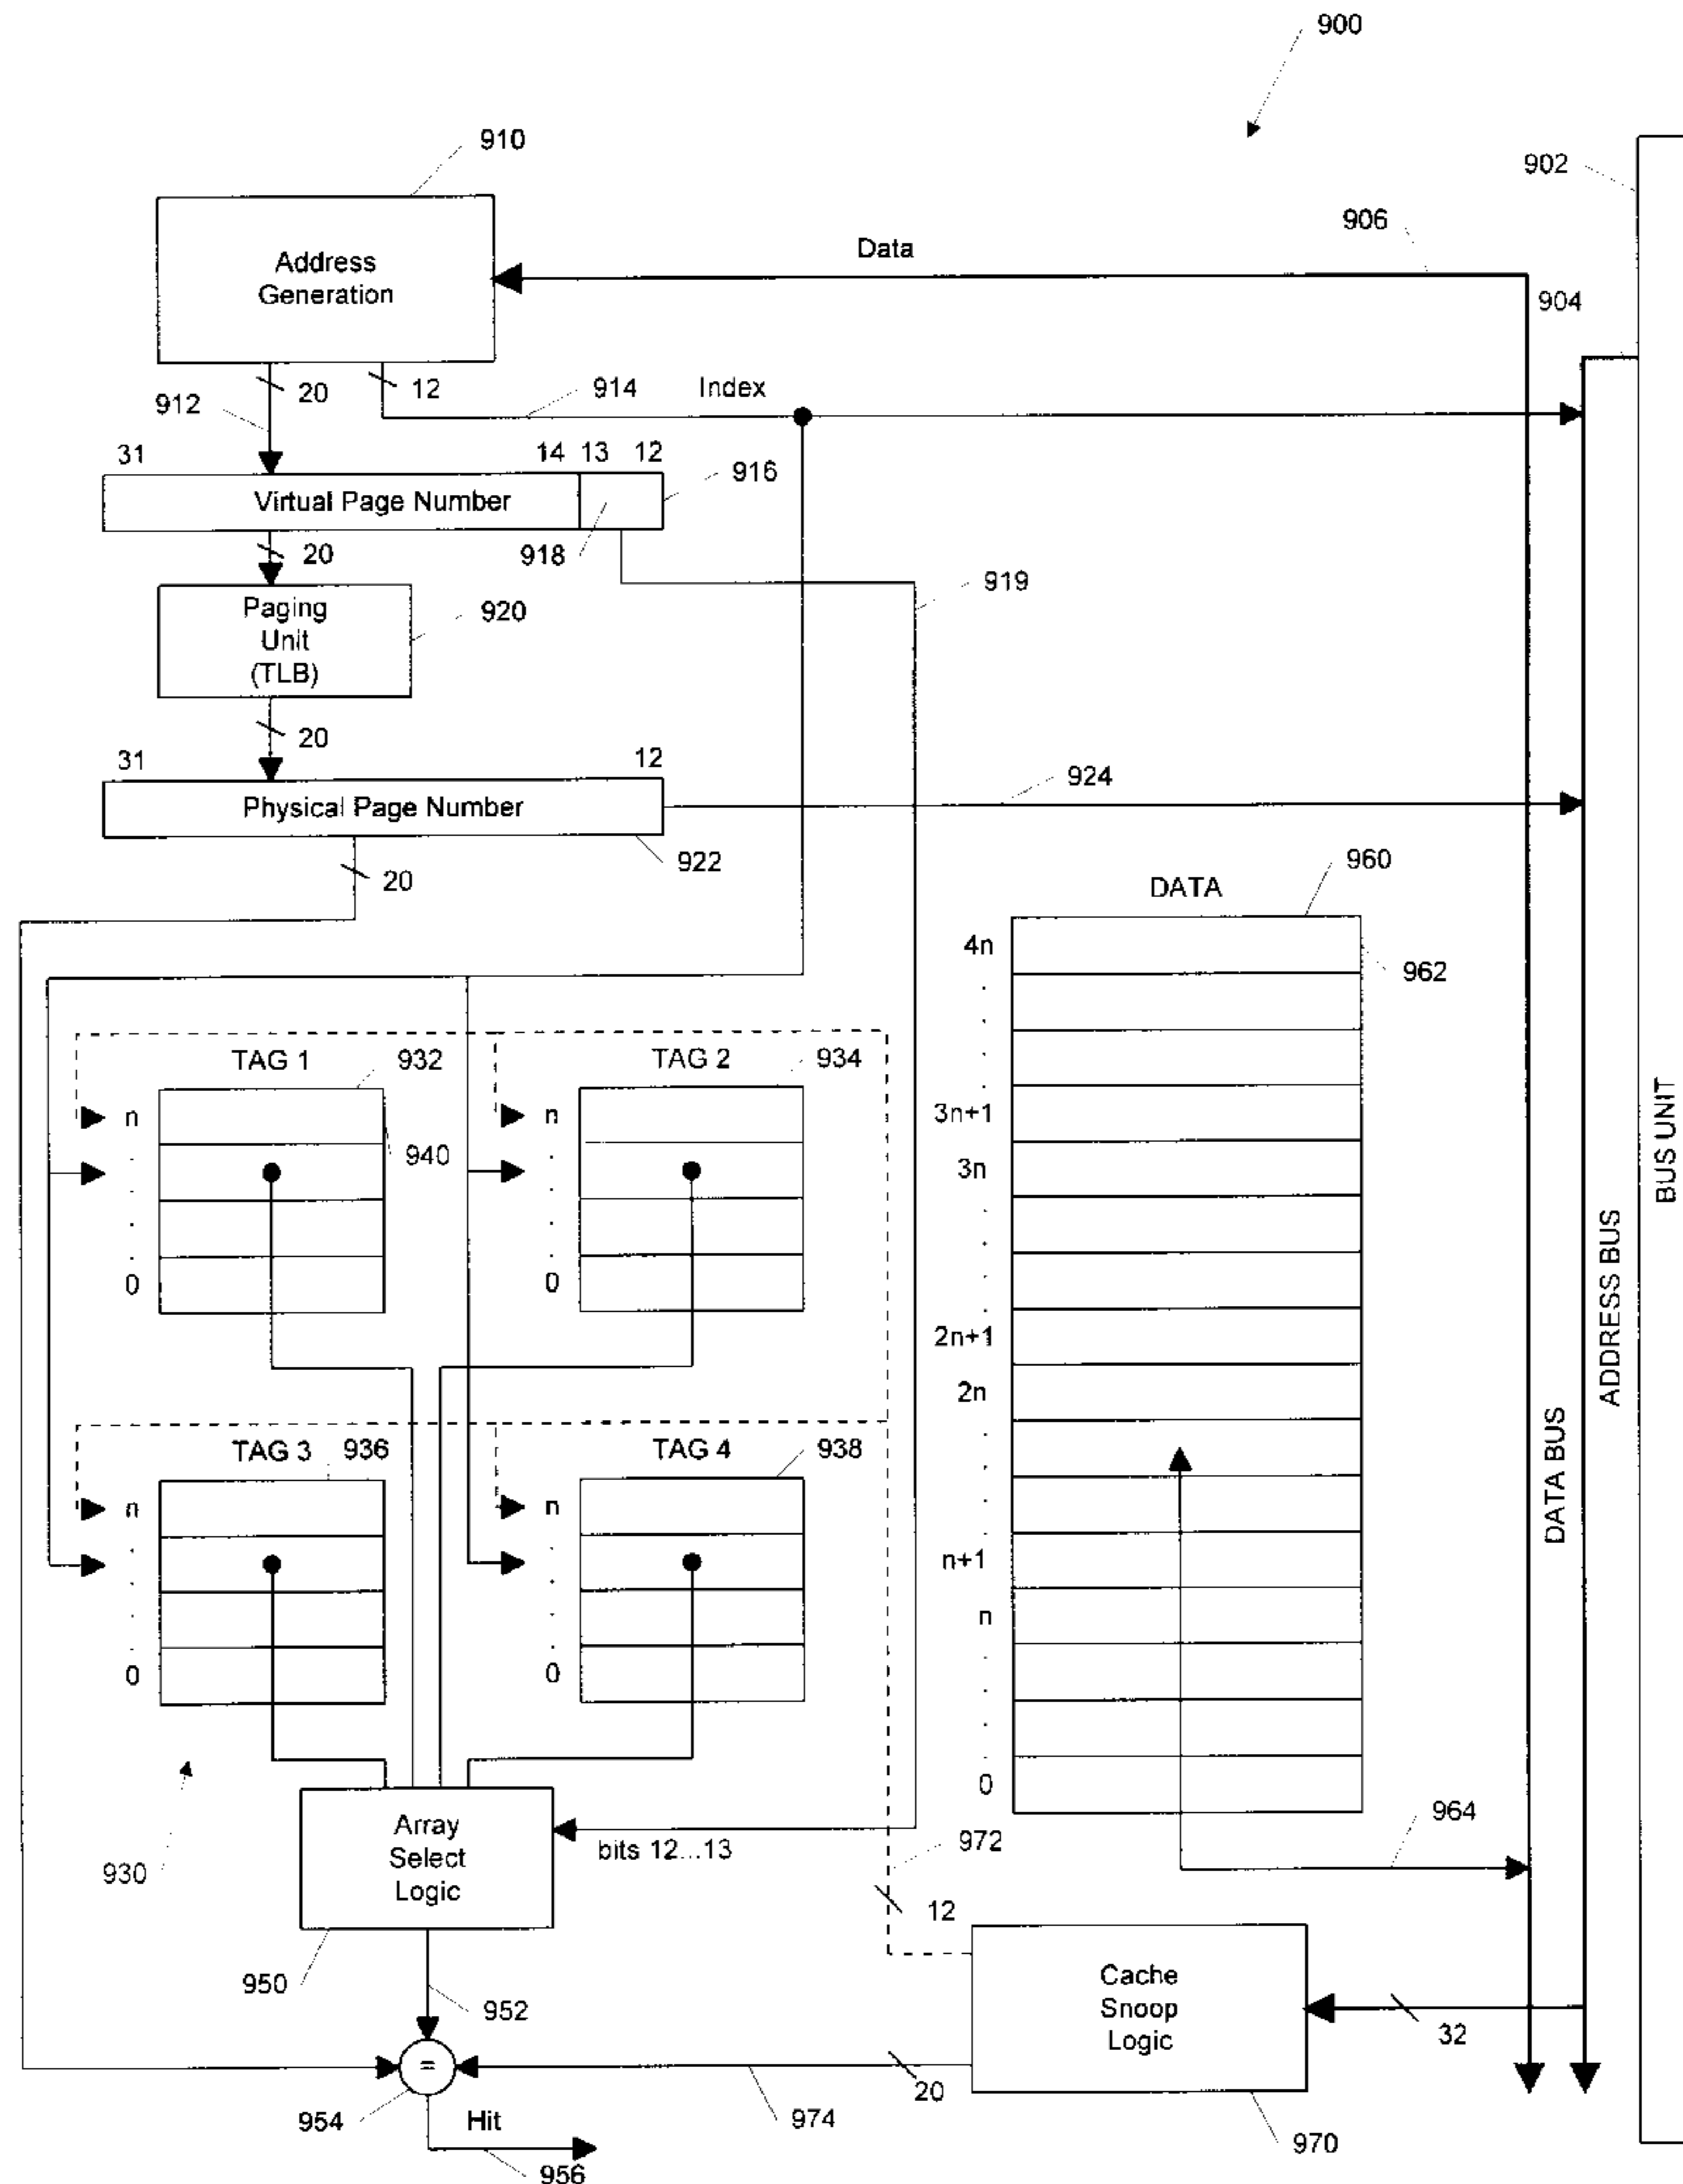 900
910
902
906
Data
Address
Generation
904
20
12
914
Index
912
31
14
13
12
916
Virtual Page Number
918
20
919
Paging
Unit
(TLB)
920
20
31
12
924
Physical Page Number
922
20
960
DATA
4n
962
TAG 1
932
TAG 2
934
n
n
3n+1
940
3n
0
0
2n+1
2n
BUS UNIT
ADDRESS BUS
DATA BUS
TAG 3
936
TAG 4
938
n
n
n+1
n
0
0
0
Array
Select
Logic
bits 12...13
964
930
972
12
950
952
Cache
Snoop
Logic
32
=
20
954
Hit
974
970
956